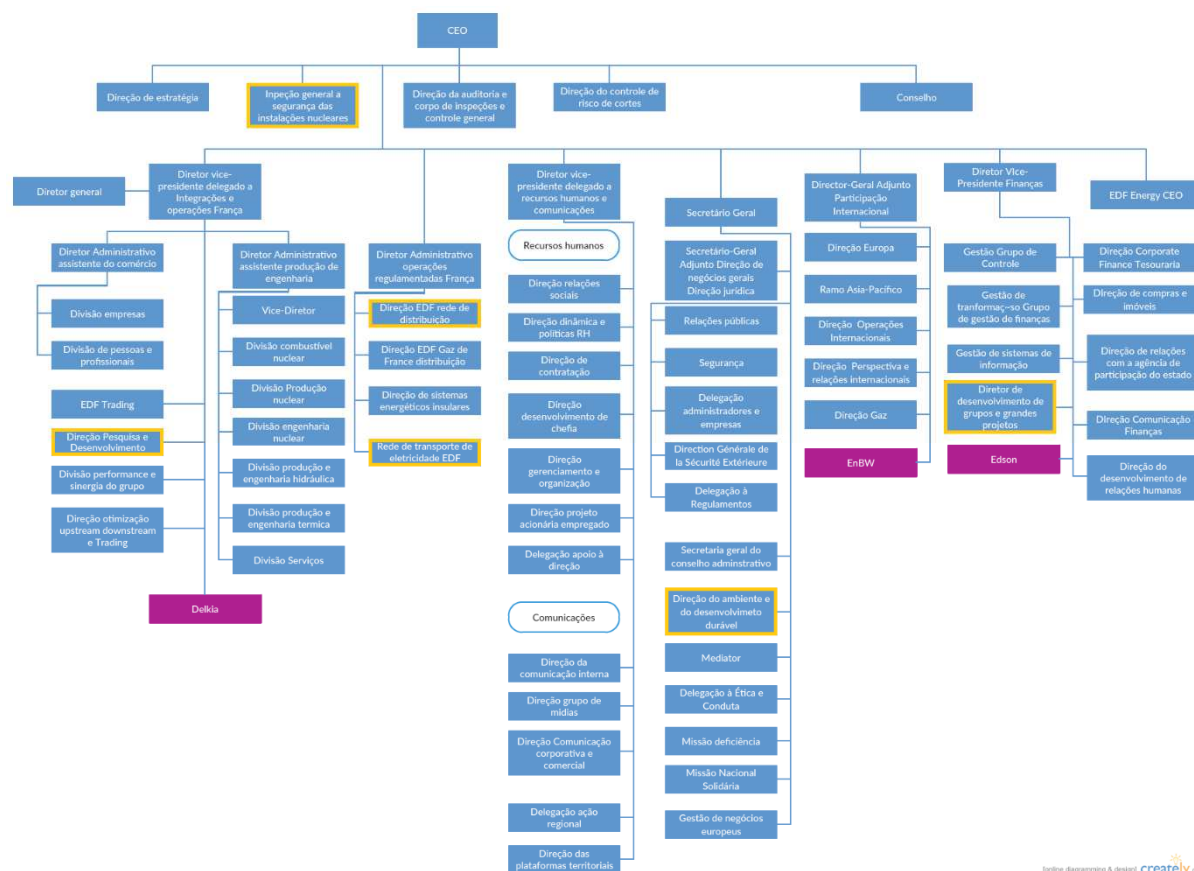 CEO
Direção de estratégia
Inpeção general a
segurança das
instalações nucleares
Direção da auditoria e
corpo de inspeções e
controle general
Direção do controle de
risco de cortes
Conselho
Diretor general
Diretor vice-
presidente delegado a
Integrações e
operações França
Diretor Administrativo
assistente do comércio
Divisão empresas
Divisão de pessoas e
profissionais
EDF Trading
Direção Pesquisa e
Desenvolvimento
Divisão performance e
sinergia do grupo
Direção otimização
upstream downstream
e Trading
Delkia
Diretor Administrativo
assistente produção de
engenharia
Vice-Diretor
Divisão combustível
nuclear
Divisão Produção
nuclear
Divisão engenharia
nuclear
Divisão produção e
engenharia hidráulica
Divisão produção e
engenharia termica
Divisão Serviços
Diretor Administrativo
operações
regulamentadas França
Direção EDF rede de
distribuição
Direção EDF Gaz de
France distribuição
Direção de sistemas
energéticos insulares
Rede de transporte de
eletricidade EDF
Diretor vice-
presidente delegado a
recursos humanos e
comunicações
Recursos humanos
Direção relações
sociais
Direção dinâmica e
políticas RH
Direção de
contratação
Direção
desenvolvimento de
chefia
Direção
gerenciamento e
organização
Direção projeto
acionária empregado
Delegação apoio à
direção
Comunicações
Direção da
comunicação interna
Direção grupo de
mídias
Direção Comunicação
corporativa e
comercial
Delegação ação
regional
Direção das
plataformas territoriais
Secretário Geral
Secretário-Geral
Adjunto Direção de
negócios gerais
Direção jurídica
Relações públicas
Segurança
Delegação
administradores e
empresas
Direction Générale de
la Sécurité Extérieure
Delegação à
Regulamentos
Secretaria geral do
conselho adminstrativo
Direção do ambiente e
do desenvolvimeto
durável
Mediator
Delegação à Ética e
Conduta
Missão deficiência
Missão Nacional
Solidária
Gestão de negócios
europeus
Director-Geral Adjunto
Participação
Internacional
Direção Europa
Ramo Asia-Pacífico
Direção Operações
Internacionais
Direção Perspectiva e
relações internacionais
Direção Gaz
EnBW
Diretor VIce-
Presidente Finanças
Gestão Grupo de
Controle
Gestão de
tranformaç~so Grupo
de gestão de finanças
Gestão de sistemas de
informação
Diretor de
desenvolvimento de
grupos e grandes
projetos
Edson
Direção Corporate
Finance Tesouraria
DIreção de compras e
imóveis
Direção de relações
com a agência de
participação do estado
DIreção Comunicação
Finanças
Direção do
desenvolvimento de
relações humanas
EDF Energy CEO
creately